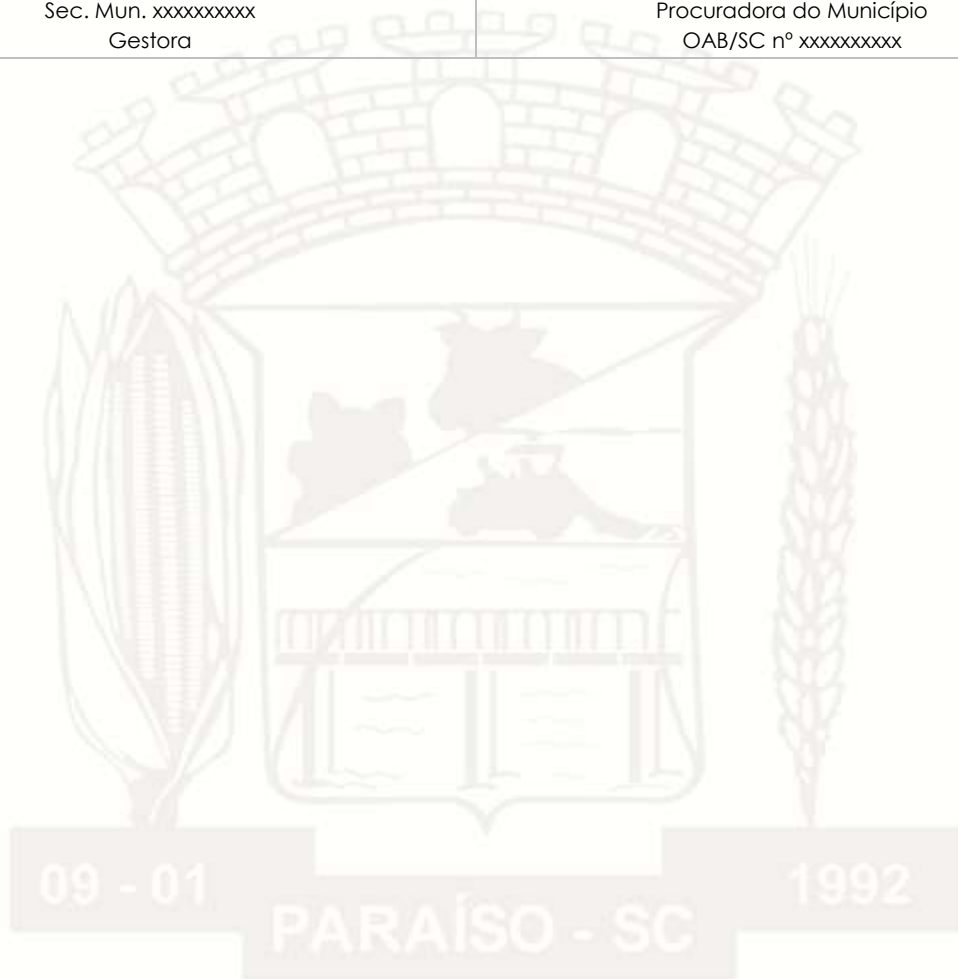 Sec. Mun. xxxxxxxxxx
Gestora
Procuradora do Município
OAB/SC nº xxxxxxxxxx
09 - 01
1992
PARAÍSO - SC